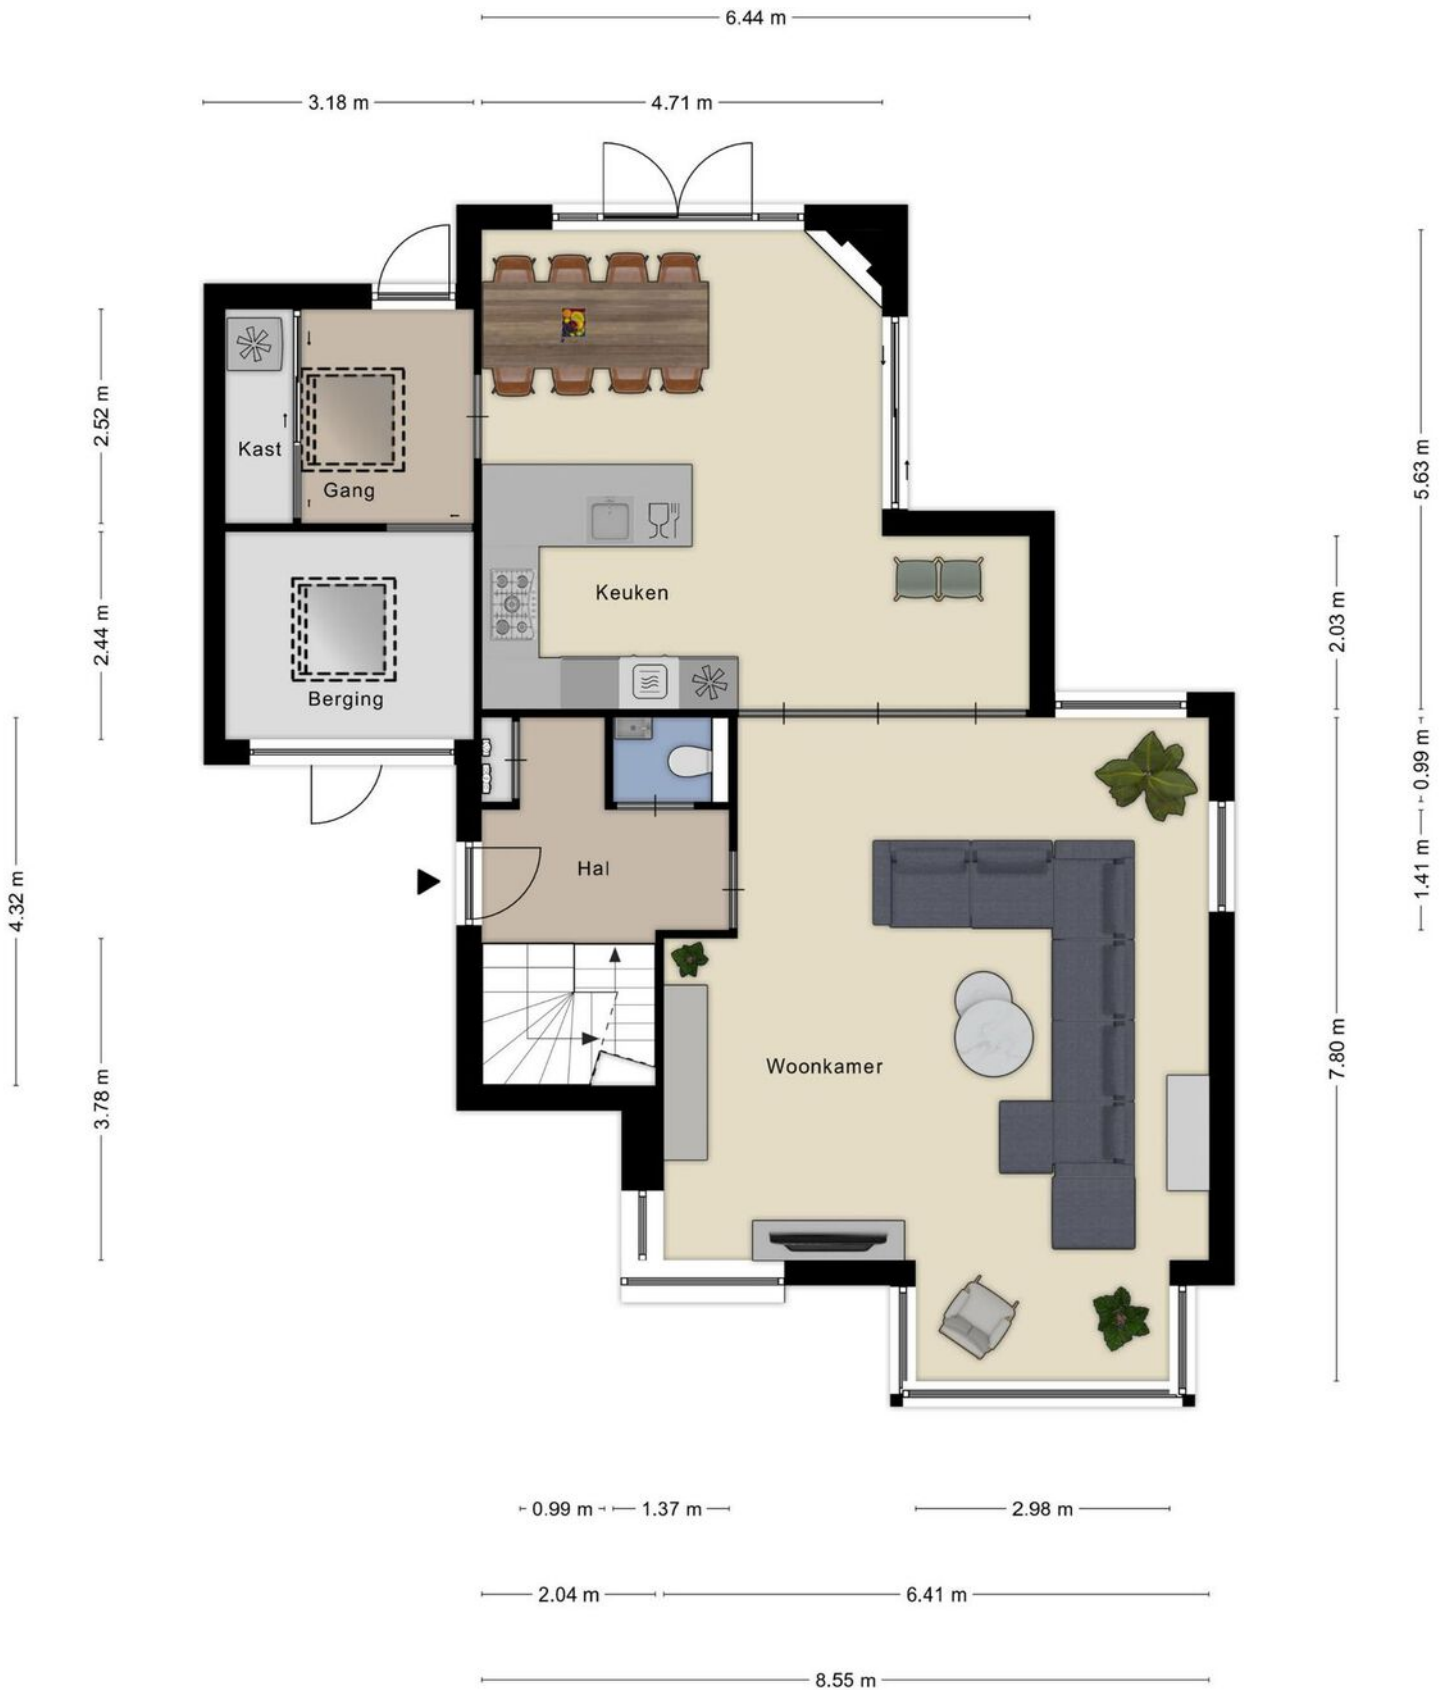 6.44 m
3.18 m
4.71 m
2.52 m
Kast
Gang
5.63 m
2.44 m
Keuken
2.03 m
Berging
0.99 m
Hal
1.41 m
4.32 m
Woonkamer
7.80 m
3.78 m
0.99 m
1.37 m
2.98 m
2.04 m
6.41 m
8.55 m